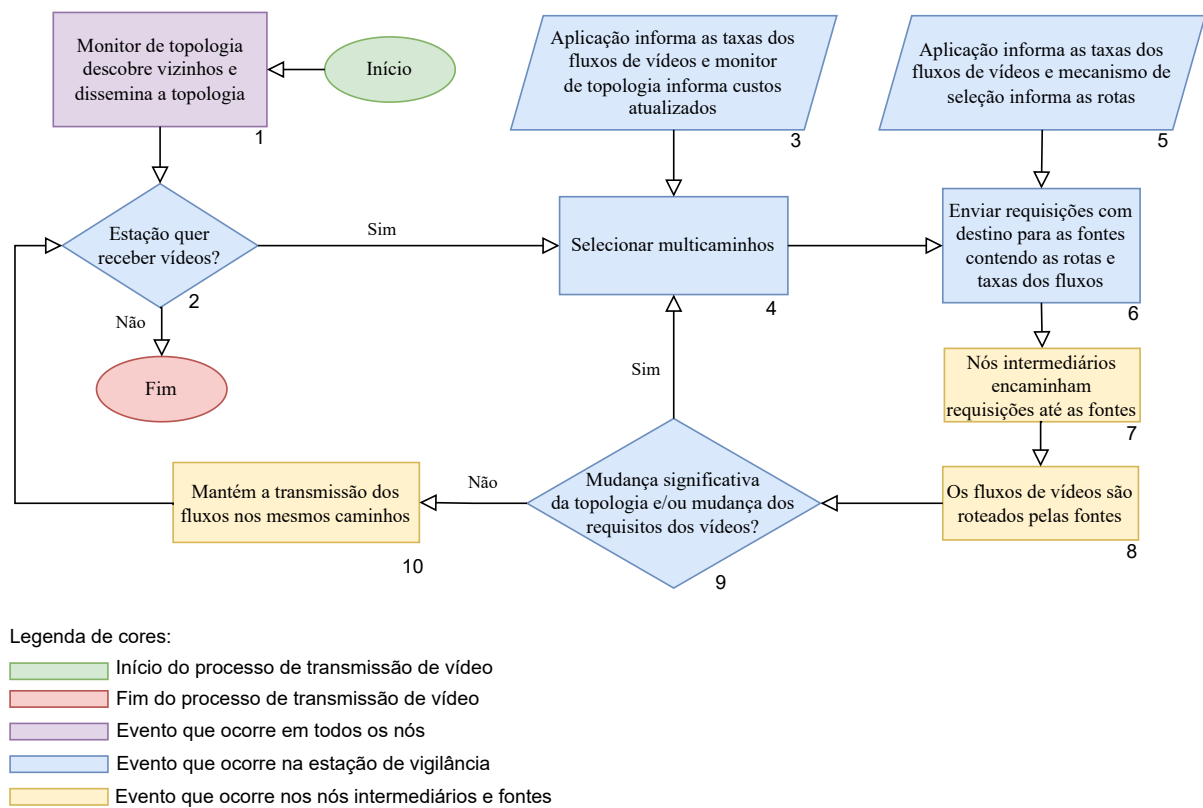 Monitor de topologia
descobre vizinhos e
dissemina a topologia
1
Início
Aplicação informa as taxas dos
fluxos de vídeos e monitor
de topologia informa custos
atualizados
3
Aplicação informa as taxas dos
fluxos de vídeos e mecanismo de
seleção informa as rotas
5
Estação quer
receber vídeos?
2
Sim
Não
Fim
Selecionar multicaminhos
4
Enviar requisições com
destino para as fontes
contendo as rotas e
taxas dos fluxos
6
Nós intermediários
encaminham
requisições até as fontes
7
Os fluxos de vídeos são
roteados pelas fontes
8
Mudança significativa
da topologia e/ou mudança dos
requisitos dos vídeos?
9
Sim
Não
Mantém a transmissão dos
fluxos nos mesmos caminhos
10
Legenda de cores:
Início do processo de transmissão de vídeo
Fim do processo de transmissão de vídeo
Evento que ocorre em todos os nós
Evento que ocorre na estação de vigilância
Evento que ocorre nos nós intermediários e fontes